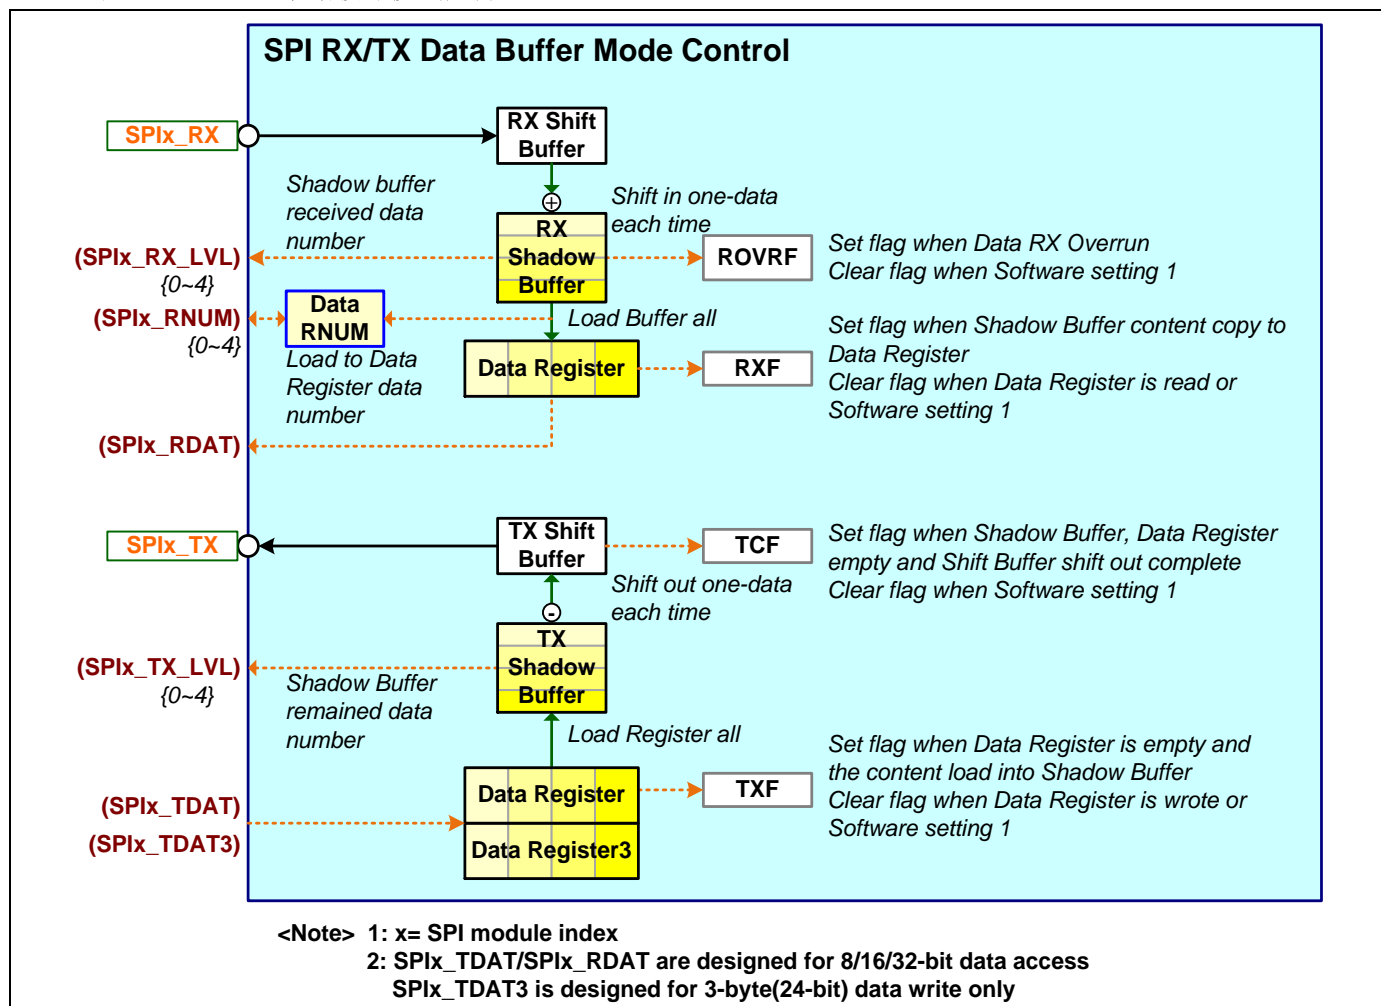 SPI RX/TX Data Buffer Mode Control
SPIx_RX
RX Shift
Buffer
Shadow buffer
received data
number
Shift in one-data
each time
+
RX
Shadow
Buffer
(SPIx_RX_LVL)
{0~4}
ROVRF
Set flag when Data RX Overrun
Clear flag when Software setting 1
(SPIx_RNUM)
{0~4}
Data
RNUM
Load Buffer all
Load to Data
Register data
number
Data Register
RXF
Set flag when Shadow Buffer content copy to
Data Register
Clear flag when Data Register is read or
Software setting 1
(SPIx_RDAT)
SPIx_TX
TX Shift
Buffer
TCF
Set flag when Shadow Buffer, Data Register
empty and Shift Buffer shift out complete
Clear flag when Software setting 1
Shift out one-data
each time
-
TX
Shadow
Buffer
(SPIx_TX_LVL)
{0~4}
Shadow Buffer
remained data
number
Load Register all
(SPIx_TDAT)
(SPIx_TDAT3)
Data Register
Data Register3
TXF
Set flag when Data Register is empty and
the content load into Shadow Buffer
Clear flag when Data Register is wrote or
Software setting 1
<Note> 1: x= SPI module index
2: SPIx_TDAT/SPIx_RDAT are designed for 8/16/32-bit data access
SPIx_TDAT3 is designed for 3-byte(24-bit) data write only